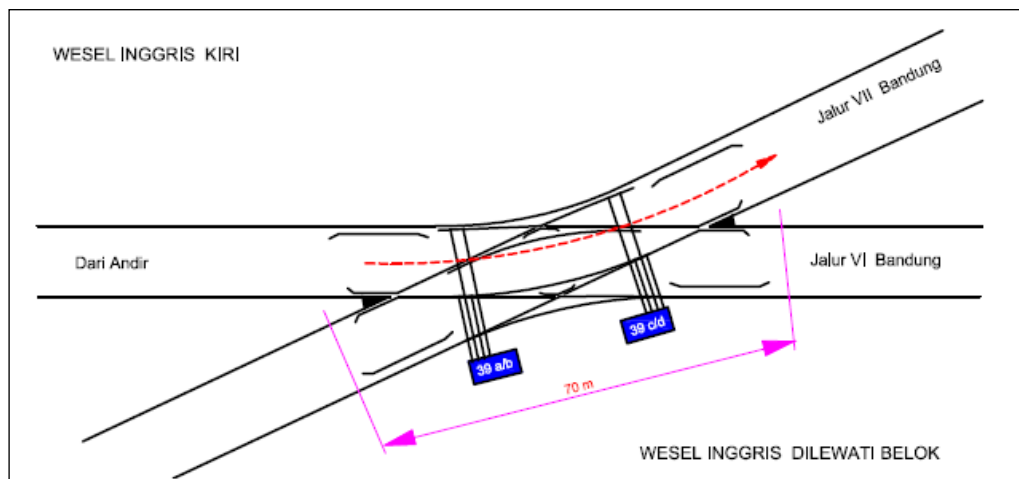 WESEL INGGRIS KIRI
Jalur VII Bandung
Dari Andir
Jalur VI Bandung
39 a/b
39 c/d
70 m
WESEL INGGRIS DILEWATI BELOK